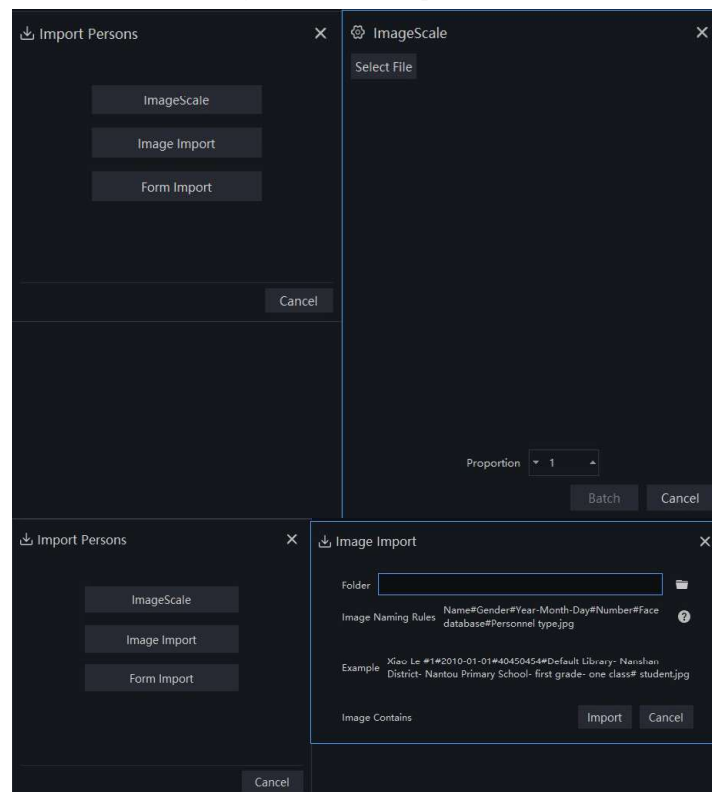 Import Persons
ImageScale
Image Import
Form Import
Cancel
ImageScale
Select File
Proportion 1
Batch Cancel
Import Persons
ImageScale
Image Import
Form Import
Cancel
Image Import
Folder
Image Naming Rules Name#Gender#Year-Month-Day#Number#Face
database#Personnel type.jpg
Example Xiao Le #1#2010-01-01#40450454#Default Library- Nanshan
District- Nantou Primary School- first grade- one class# student.jpg
Image Contains
Import Cancel